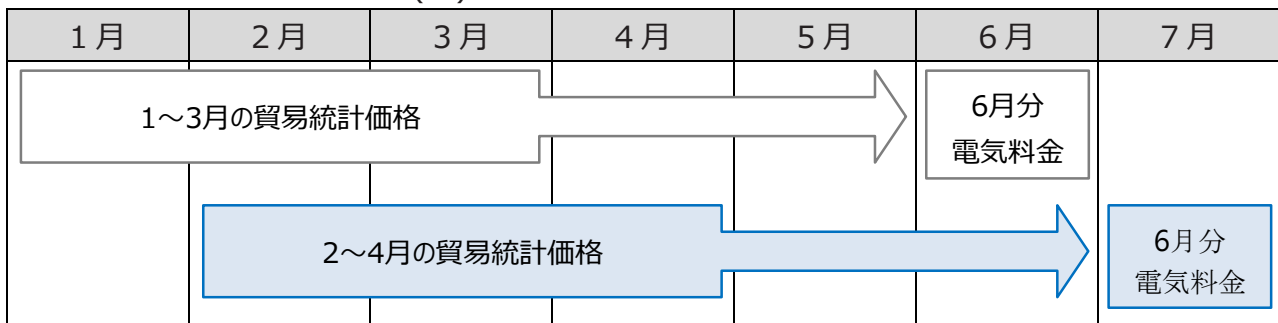 1月 2月 3月 4月 5月 6月 7月
1～3月の貿易統計価格
6月分
電気料金
2～4月の貿易統計価格
6月分
電気料金